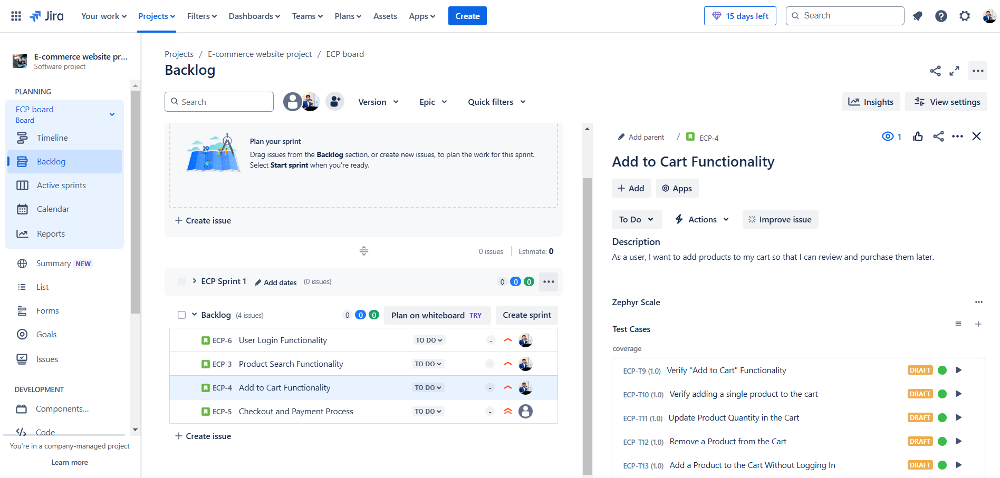 Jira Your work Projects Filters Dashboards Teams Plans Assets Apps Create 15 days left Search
E-commerce website pr...
Software project
PLANNING
ECP board
Board
Timeline
Backlog
Active sprints
Calendar
Reports
Summary NEW
List
Forms
Goals
Issues
DEVELOPMENT
Components...
Code
You're in a company-managed project
Learn more
Projects / E-commerce website project / ECP board
Backlog
Search Version Epic Quick filters Insights View settings
Plan your sprint
Drag issues from the Backlog section, or create new issues, to plan the work for this sprint.
Select Start sprint when you're ready.
+ Create issue
0 issues Estimate: 0
ECP Sprint 1 Add dates (0 issues) 0 0 0
Backlog (4 issues) 0 0 0 Plan on whiteboard TRY Create sprint
ECP-6 User Login Functionality TO DO -
ECP-3 Product Search Functionality TO DO -
ECP-4 Add to Cart Functionality TO DO -
ECP-5 Checkout and Payment Process TO DO -
+ Create issue
Add parent / ECP-4 1
Add to Cart Functionality
+ Add Apps
To Do Actions Improve issue
Description
As a user, I want to add products to my cart so that I can review and purchase them later.
Zephyr Scale
Test Cases
coverage
ECP-T9 (1.0) Verify "Add to Cart" Functionality DRAFT
ECP-T10 (1.0) Verify adding a single product to the cart DRAFT
ECP-T11 (1.0) Update Product Quantity in the Cart DRAFT
ECP-T12 (1.0) Remove a Product from the Cart DRAFT
ECP-T13 (1.0) Add a Product to the Cart Without Logging In DRAFT